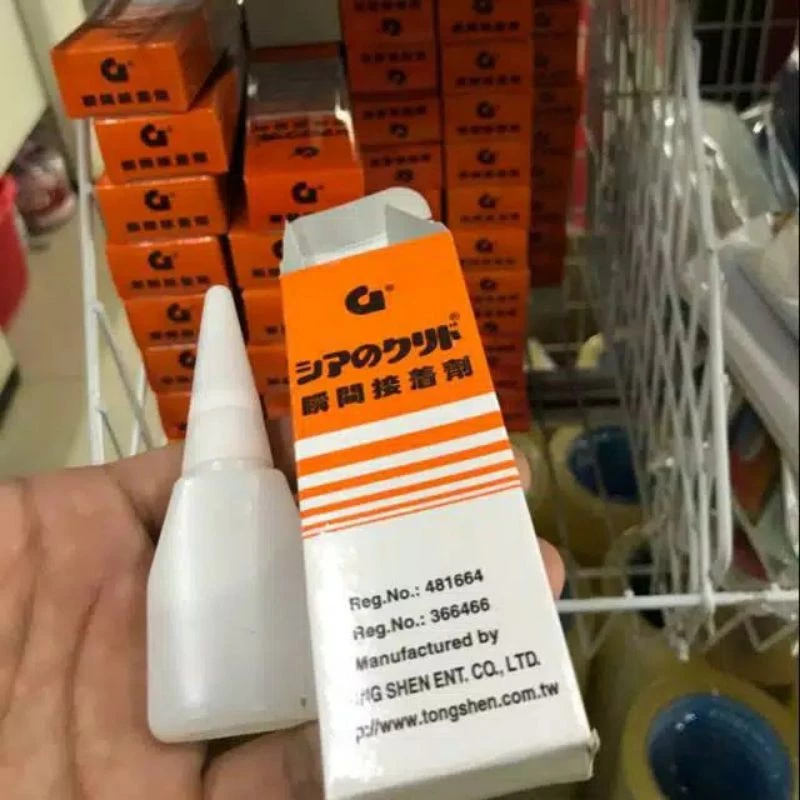 G®
シアのクリド®
瞬間接着劑
Reg.No.: 481664
Reg.No.: 366466
Manufactured by
SHEN ENT. CO., LTD.
://www.tongshen.com.tw